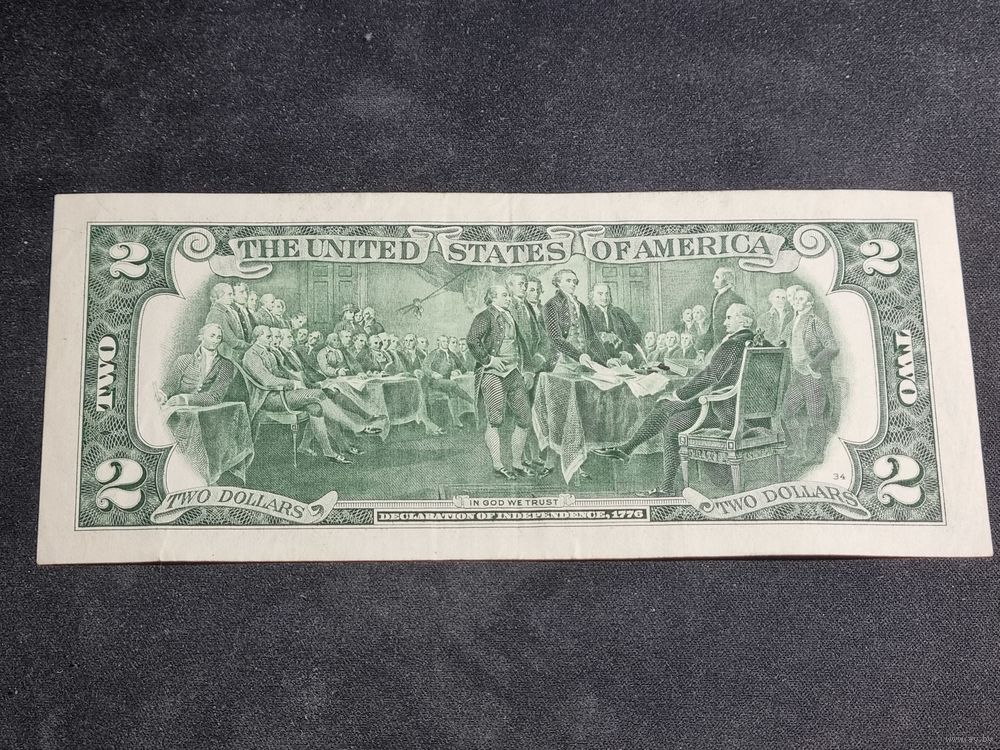 THE UNITED STATES OF AMERICA
2
2
TWO
TWO
34
2
2
TWO DOLLARS
IN GOD WE TRUST
TWO DOLLARS
DECLARATION OF INDEPENDENCE, 1776